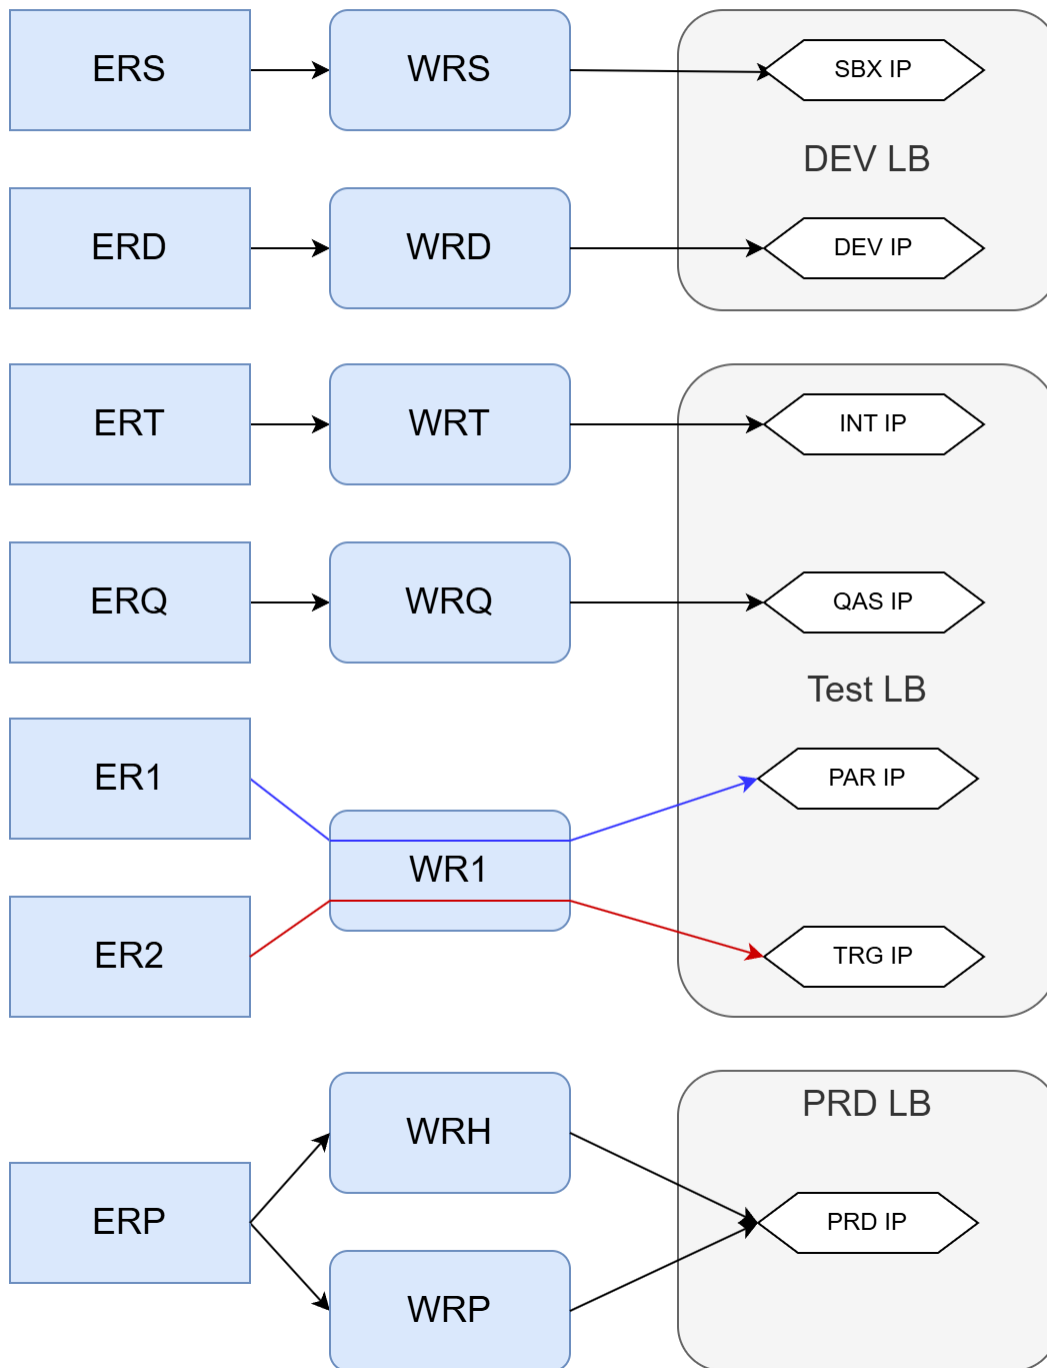 ERS
WRS
SBX IP
DEV LB
ERD
WRD
DEV IP
ERT
WRT
INT IP
ERQ
WRQ
QAS IP
Test LB
ER1
PAR IP
WR1
ER2
TRG IP
PRD LB
WRH
ERP
PRD IP
WRP